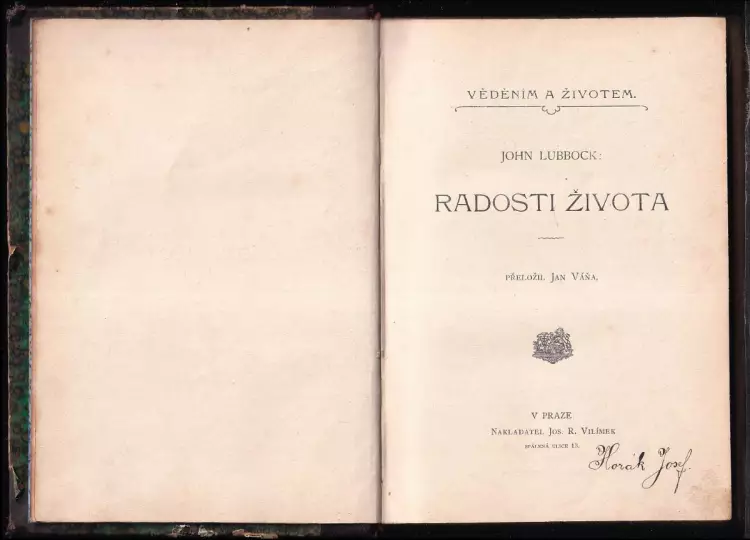 VĚDĚNÍM A ŽIVOTEM.
JOHN LUBBOCK:
RADOSTI ŽIVOTA
PŘELOŽIL JAN VÁŇA.
V PRAZE
NAKLADATEL JOS. R. VILÍMEK
SPÁLENÁ ULICE 13.
Horák Josef